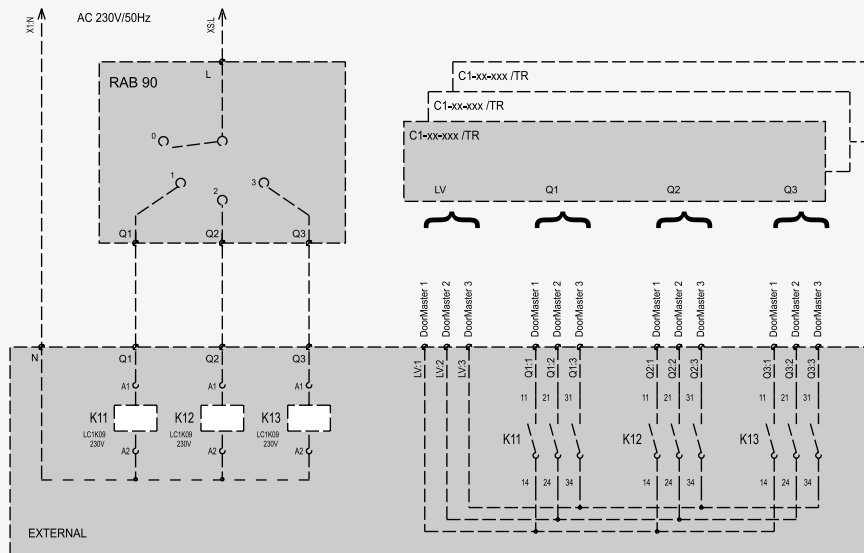 X1:N
AC 230V/50Hz
XS:L
L
RAB 90
0
1
2
3
Q1
Q2
Q3
C1-xx-xxx /TR
C1-xx-xxx /TR
C1-xx-xxx /TR
LV
Q1
Q2
Q3
DoorMaster 1
DoorMaster 2
DoorMaster 3
DoorMaster 1
DoorMaster 2
DoorMaster 3
DoorMaster 1
DoorMaster 2
DoorMaster 3
DoorMaster 1
DoorMaster 2
DoorMaster 3
N
Q1
Q2
Q3
LV:1
LV:2
LV:3
Q1:1
Q1:2
Q1:3
Q2:1
Q2:2
Q2:3
Q3:1
Q3:2
Q3:3
A1
A1
A1
11
21
31
11
21
31
11
21
31
K11
LC1K09
230V
K12
LC1K09
230V
K13
LC1K09
230V
K11
K12
K13
A2
A2
A2
14
24
34
14
24
34
14
24
34
EXTERNAL